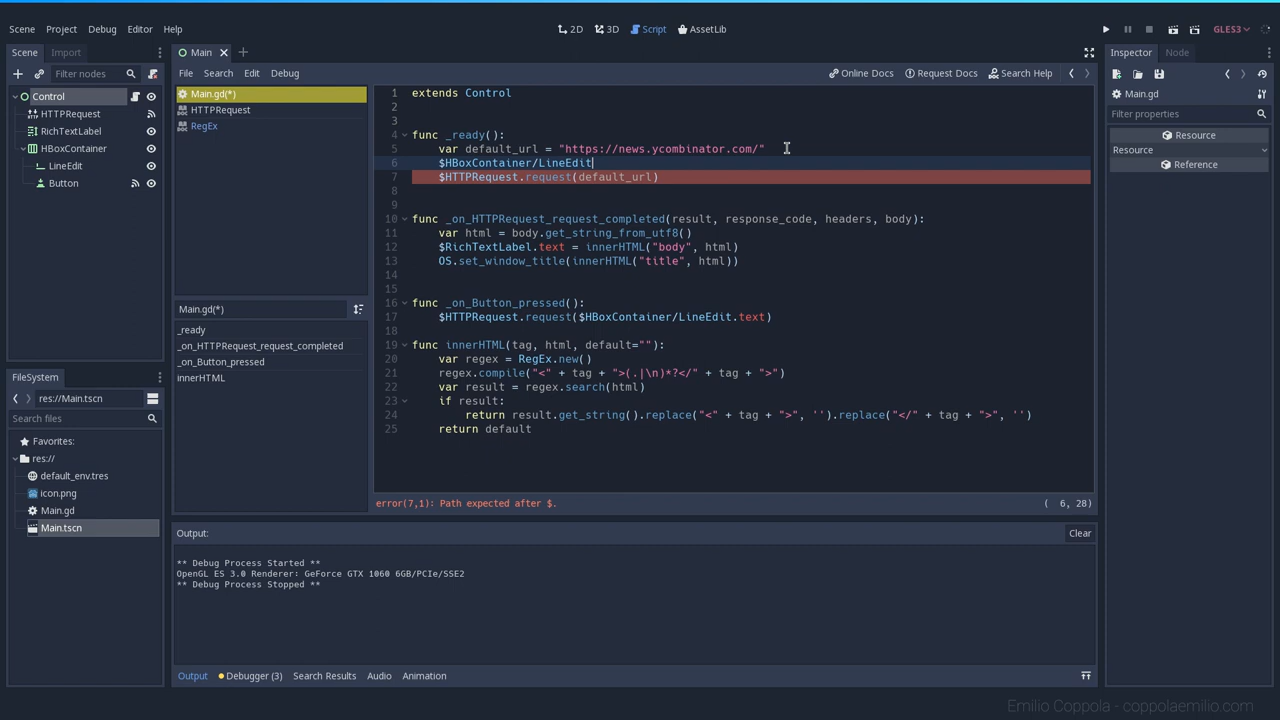 Scene Project Debug Editor Help
2D 3D Script AssetLib
GLES3
Scene Import
Filter nodes
Control
HTTPRequest
RichTextLabel
HBoxContainer
LineEdit
Button
FileSystem
res://Main.tscn
Search files
Favorites:
res://
default_env.tres
icon.png
Main.gd
Main.tscn
Main
File Search Edit Debug
Online Docs Request Docs Search Help
Main.gd(*)
HTTPRequest
RegEx
Main.gd(*)
_ready
_on_HTTPRequest_request_completed
_on_Button_pressed
innerHTML
1 extends Control
2
3
4 func _ready():
5 var default_url = "https://news.ycombinator.com/"
6 $HBoxContainer/LineEdit
7 $HTTPRequest.request(default_url)
8
9
10 func _on_HTTPRequest_request_completed(result, response_code, headers, body):
11 var html = body.get_string_from_utf8()
12 $RichTextLabel.text = innerHTML("body", html)
13 OS.set_window_title(innerHTML("title", html))
14
15
16 func _on_Button_pressed():
17 $HTTPRequest.request($HBoxContainer/LineEdit.text)
18
19 func innerHTML(tag, html, default=""):
20 var regex = RegEx.new()
21 regex.compile("<" + tag + ">(.|\n)*?</" + tag + ">")
22 var result = regex.search(html)
23 if result:
24 return result.get_string().replace("<" + tag + ">", '').replace("</" + tag + ">", '')
25 return default
error(7,1): Path expected after $.
( 6, 28)
Output:
Clear
** Debug Process Started **
OpenGL ES 3.0 Renderer: GeForce GTX 1060 6GB/PCIe/SSE2
** Debug Process Stopped **
Output Debugger (3) Search Results Audio Animation
Inspector Node
Main.gd
Filter properties
Resource
Resource
Reference
Emilio Coppola - coppolaemilio.com